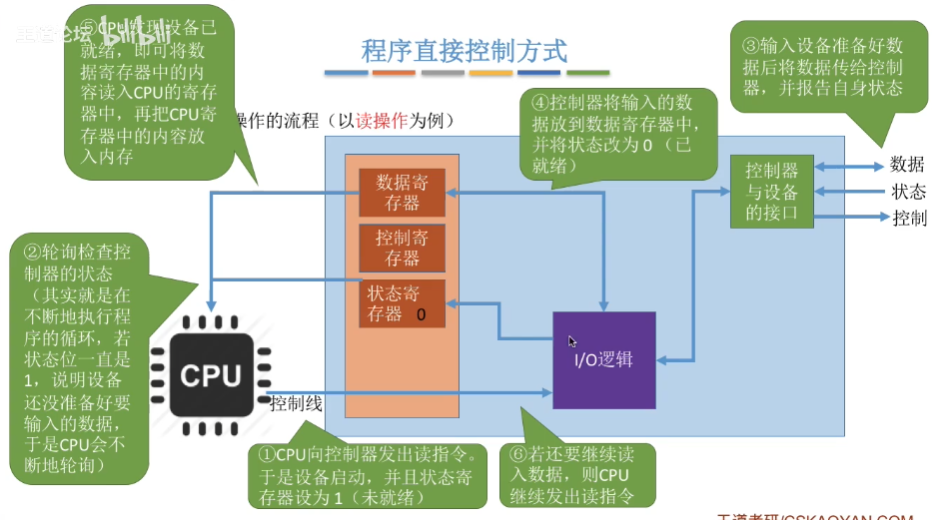 程序直接控制方式
操作的流程（以读操作为例）
bilibili
⑤CPU发现设备已
就绪，即可将数
据寄存器中的内
容读入CPU的寄存
器中，再把CPU寄
存器中的内容放
入内存
④控制器将输入的数
据放到数据寄存器中，
并将状态改为 0 （已
就绪）
③输入设备准备好数
据后将数据传给控制
器，并报告自身状态
数据寄
存器
控制寄
存器
状态寄
存器 0
控制器
与设备
的接口
数据
状态
控制
②轮询检查控
制器的状态
（其实就是在
不断地执行程
序的循环，若
状态位一直是
1，说明设备
还没准备好要
输入的数据，
于是CPU会不
断地轮询）
CPU
I/O逻辑
控制线
①CPU向控制器发出读指令。
于是设备启动，并且状态寄
存器设为 1（未就绪）
⑥若还要继续读
入数据，则CPU
继续发出读指令
王道考研/CSKAOYAN.COM